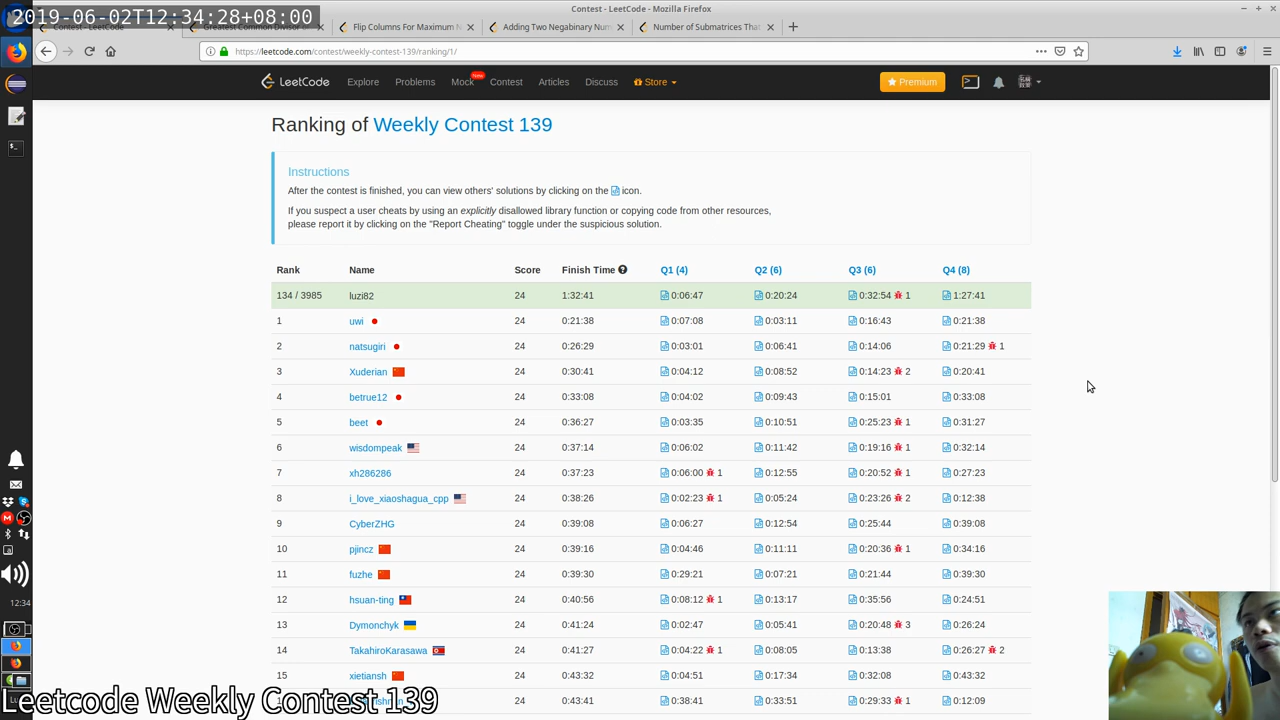 Contest - LeetCode - Mozilla Firefox
2019-06-02T12:34:28+08:00
Contest - LeetCode
Greatest Common Divisor
Flip Columns For Maximum N
Adding Two Negabinary Num
Number of Submatrices Tha
https://leetcode.com/contest/weekly-contest-139/ranking/1/
LeetCode Explore Problems Mock New Contest Articles Discuss Store Premium
Ranking of Weekly Contest 139
Instructions
After the contest is finished, you can view others' solutions by clicking on the icon.
If you suspect a user cheats by using an explicitly disallowed library function or copying code from other resources,
please report it by clicking on the "Report Cheating" toggle under the suspicious solution.
Rank Name Score Finish Time Q1 (4) Q2 (6) Q3 (6) Q4 (8)
134 / 3985 luzi82 24 1:32:41 0:06:47 0:20:24 0:32:54 1 1:27:41
1 uwi 24 0:21:38 0:07:08 0:03:11 0:16:43 0:21:38
2 natsugiri 24 0:26:29 0:03:01 0:06:41 0:14:06 0:21:29 1
3 Xuderian 24 0:30:41 0:04:12 0:08:52 0:14:23 2 0:20:41
4 betrue12 24 0:33:08 0:04:02 0:09:43 0:15:01 0:33:08
5 beet 24 0:36:27 0:03:35 0:10:51 0:25:23 1 0:31:27
6 wisdompeak 24 0:37:14 0:06:02 0:11:42 0:19:16 1 0:32:14
7 xh286286 24 0:37:23 0:06:00 1 0:12:55 0:20:52 1 0:27:23
8 i_love_xiaoshagua_cpp 24 0:38:26 0:02:23 1 0:05:24 0:23:26 2 0:12:38
9 CyberZHG 24 0:39:08 0:06:27 0:12:54 0:25:44 0:39:08
10 pjincz 24 0:39:16 0:04:46 0:11:11 0:20:36 1 0:34:16
11 fuzhe 24 0:39:30 0:29:21 0:07:21 0:21:44 0:39:30
12 hsuan-ting 24 0:40:56 0:08:12 1 0:13:17 0:35:56 0:24:51
13 Dymonchyk 24 0:41:24 0:02:47 0:05:41 0:20:48 3 0:26:24
14 TakahiroKarasawa 24 0:41:27 0:04:22 1 0:08:05 0:13:38 0:26:27 2
15 xietiansh 24 0:43:32 0:04:51 0:17:34 0:32:08 0:43:32
24 0:43:41 0:38:41 0:33:51 0:29:33 1 0:12:09
12:34
Leetcode Weekly Contest 139